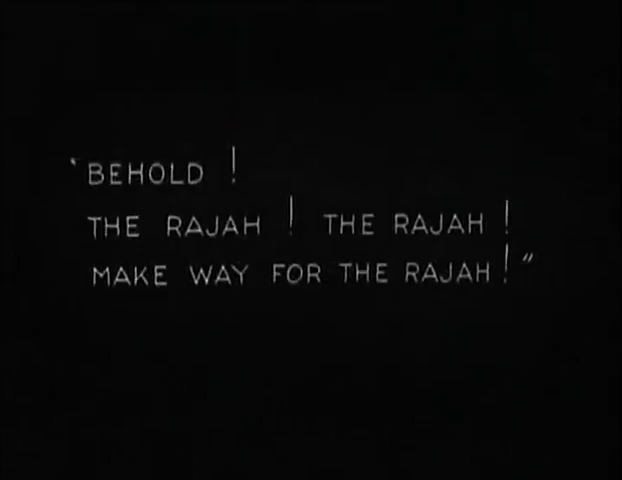 ‘BEHOLD !
THE RAJAH ! THE RAJAH !
MAKE WAY FOR THE RAJAH !”